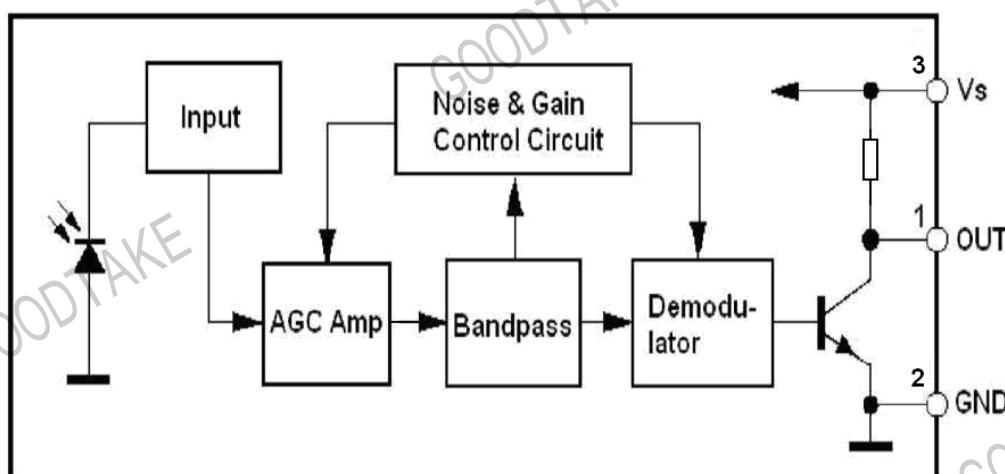 GOODTAKE
3
Vs
Input
Noise & Gain
Control Circuit
1
OUT
GOODTAKE
AGC Amp
Bandpass
Demodu-
lator
2
GND